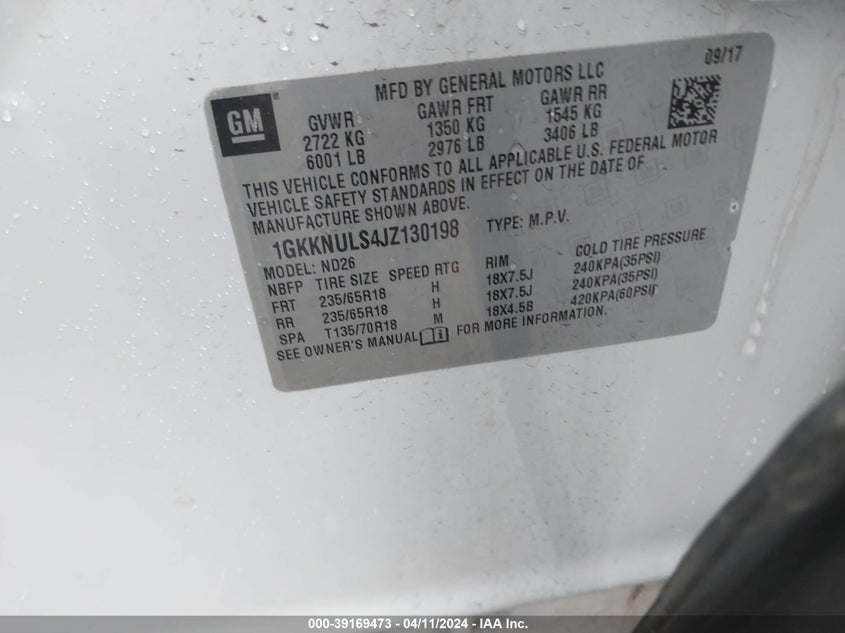 09/17
MFD BY GENERAL MOTORS LLC
GM ®
GVWR GAWR FRT GAWR RR
2722 KG 1350 KG 1545 KG
6001 LB 2976 LB 3406 LB
THIS VEHICLE CONFORMS TO ALL APPLICABLE U.S. FEDERAL MOTOR
VEHICLE SAFETY STANDARDS IN EFFECT ON THE DATE OF
MANUFACTURE SHOWN ABOVE.
1GKKNULS4JZ130198 TYPE: M.P.V.
MODEL: ND26
NBFP TIRE SIZE SPEED RTG RIM COLD TIRE PRESSURE
FRT 235/65R18 H 18X7.5J 240KPA(35PSI)
RR 235/65R18 H 18X7.5J 240KPA(35PSI)
SPA T135/70R18 M 18X4.5B 420KPA(60PSI)
SEE OWNER'S MANUAL FOR MORE INFORMATION.
000-39169473 - 04/11/2024 - IAA Inc.